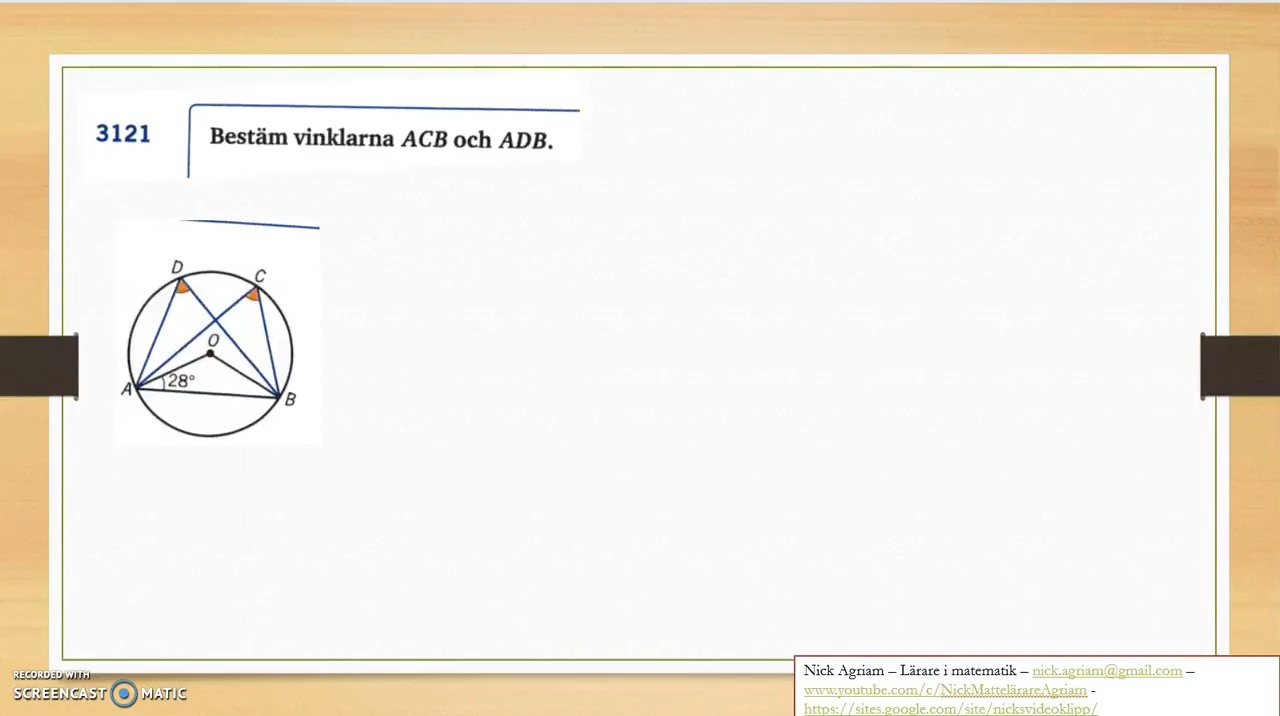 3121
Bestäm vinklarna ACB och ADB.
D
C
O
A
28°
B
RECORDED WITH
SCREENCAST MATIC
Nick Agriam – Lärare i matematik – nick.agriam@gmail.com –
www.youtube.com/c/NickMattelärareAgriam -
https://sites.google.com/site/nicksvideoklipp/